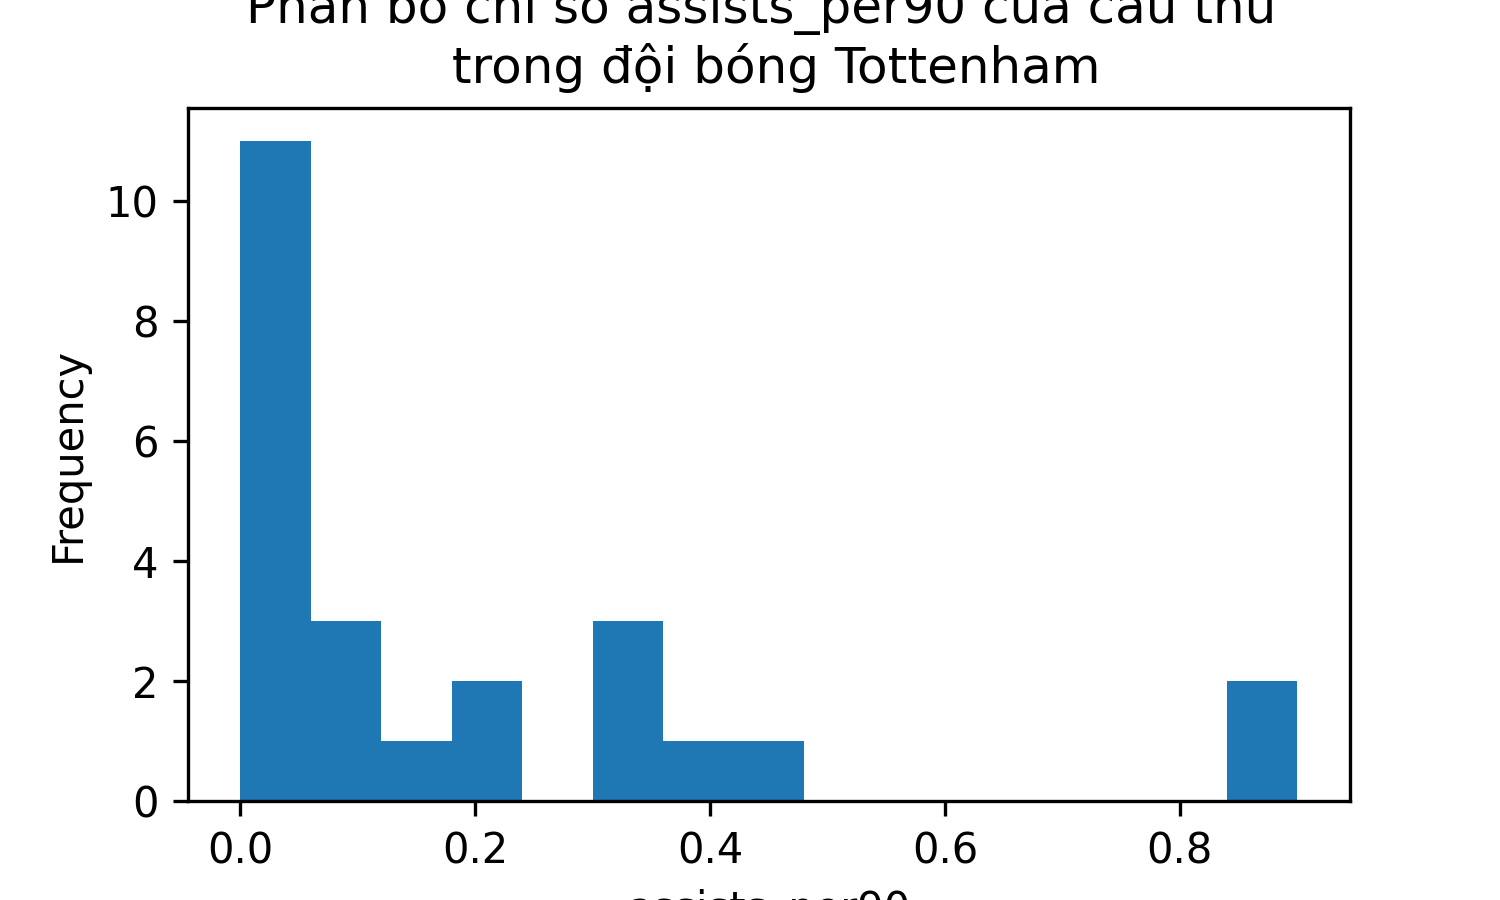 Phân bố chỉ số assists_per90 của cầu thủ
trong đội bóng Tottenham
Frequency
10
8
6
4
2
0
0.0 0.2 0.4 0.6 0.8
assists_per90